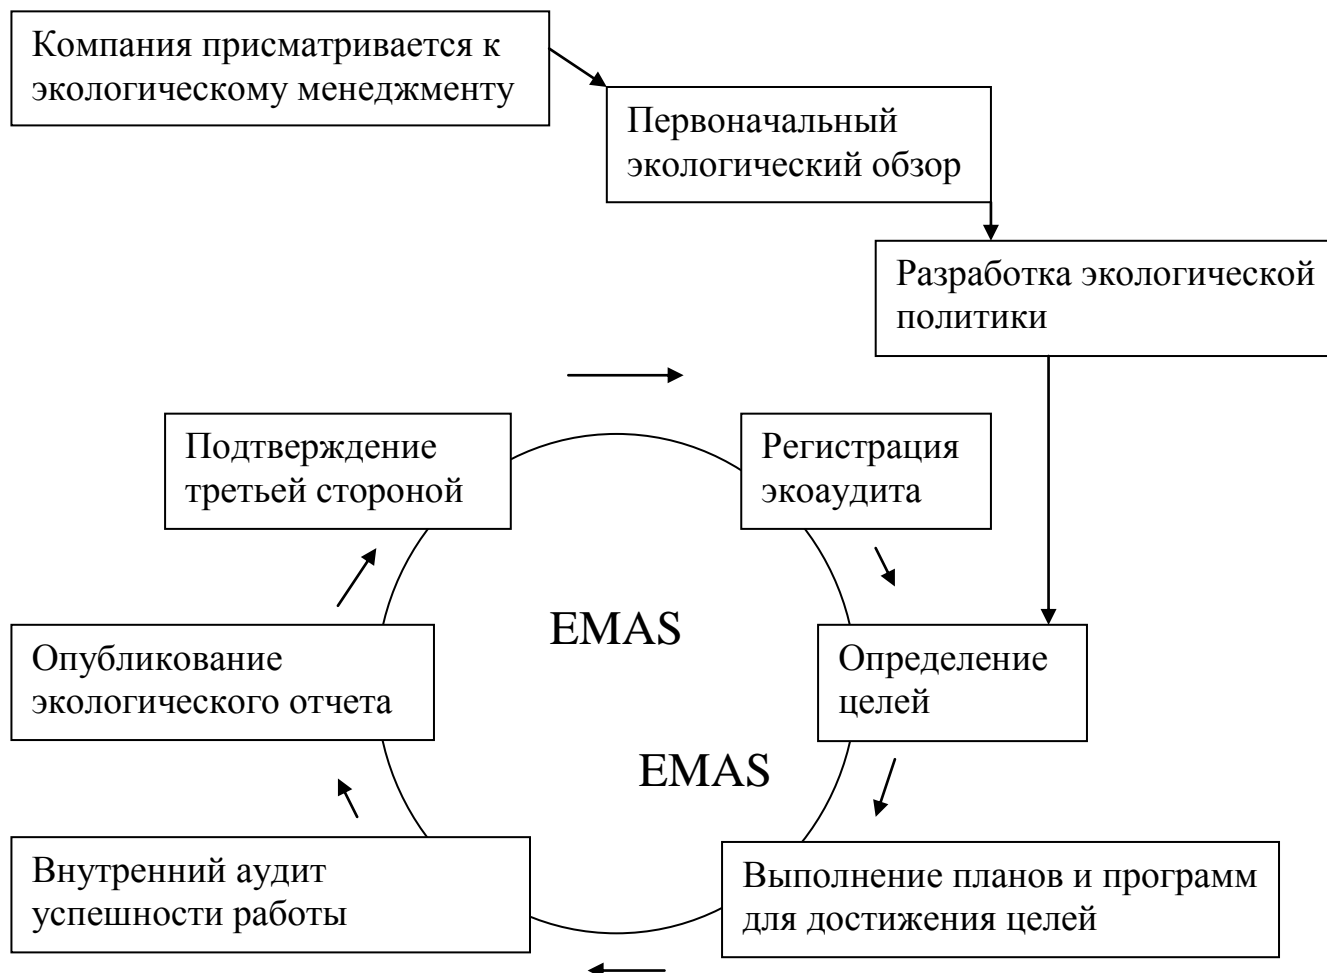 Компания присматривается к
экологическому менеджменту
Первоначальный
экологический обзор
Разработка экологической
политики
Подтверждение
третьей стороной
Регистрация
экоаудита
EMAS
Опубликование
экологического отчета
Определение
целей
EMAS
Внутренний аудит
успешности работы
Выполнение планов и программ
для достижения целей